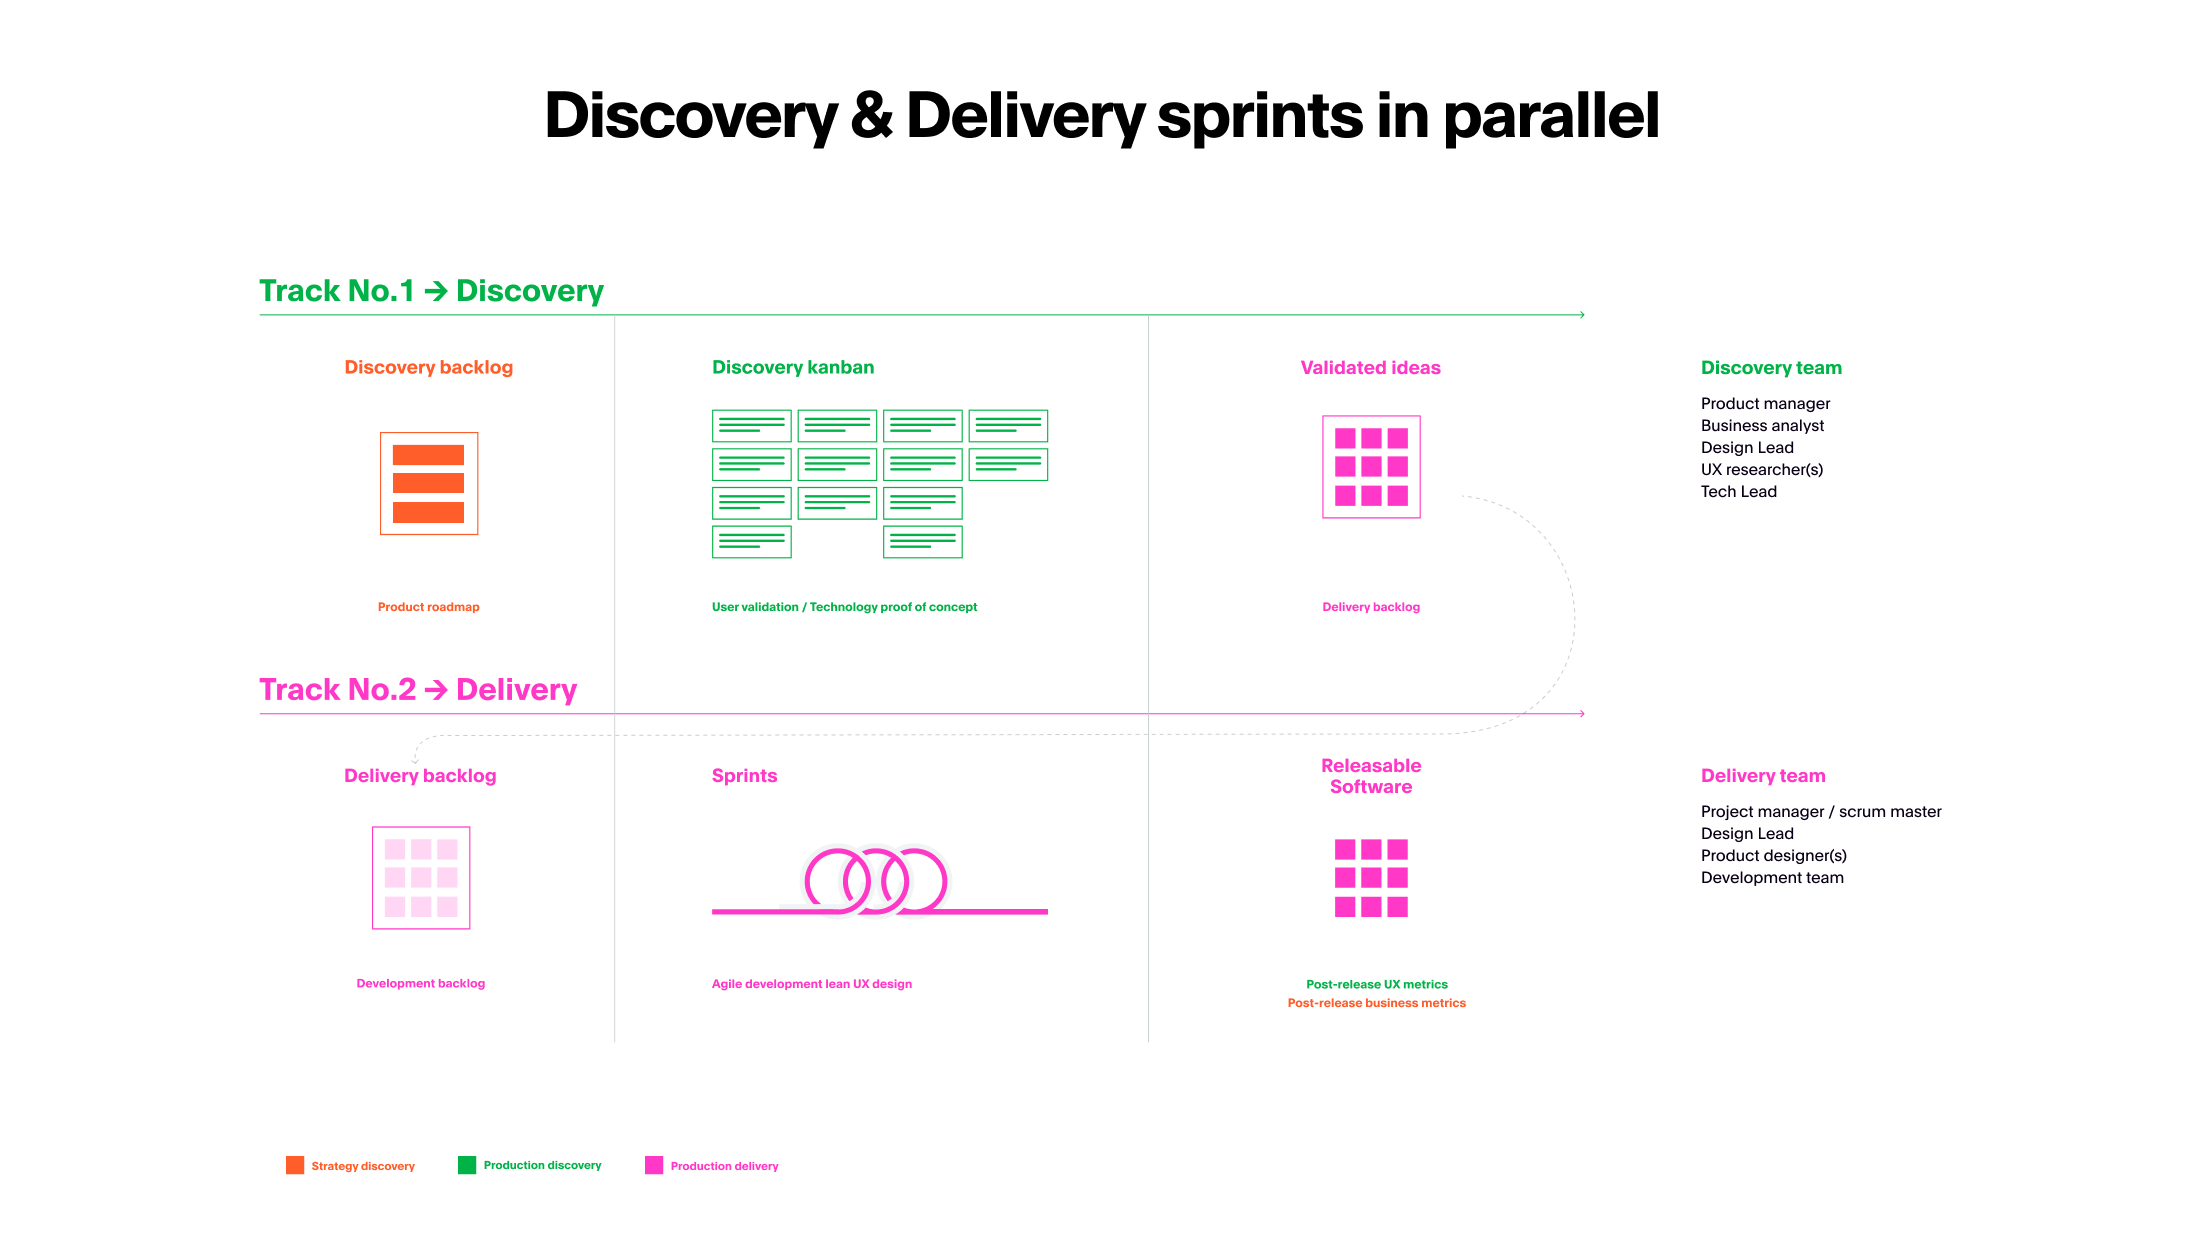 Discovery & Delivery sprints in parallel
Track No.1 → Discovery
Discovery backlog
Product roadmap
Discovery kanban
User validation / Technology proof of concept
Validated ideas
Delivery backlog
Discovery team
Product manager
Business analyst
Design Lead
UX researcher(s)
Tech Lead
Track No.2 → Delivery
Delivery backlog
Development backlog
Sprints
Agile development lean UX design
Releasable
Software
Post-release UX metrics
Post-release business metrics
Delivery team
Project manager / scrum master
Design Lead
Product designer(s)
Development team
Strategy discovery
Production discovery
Production delivery